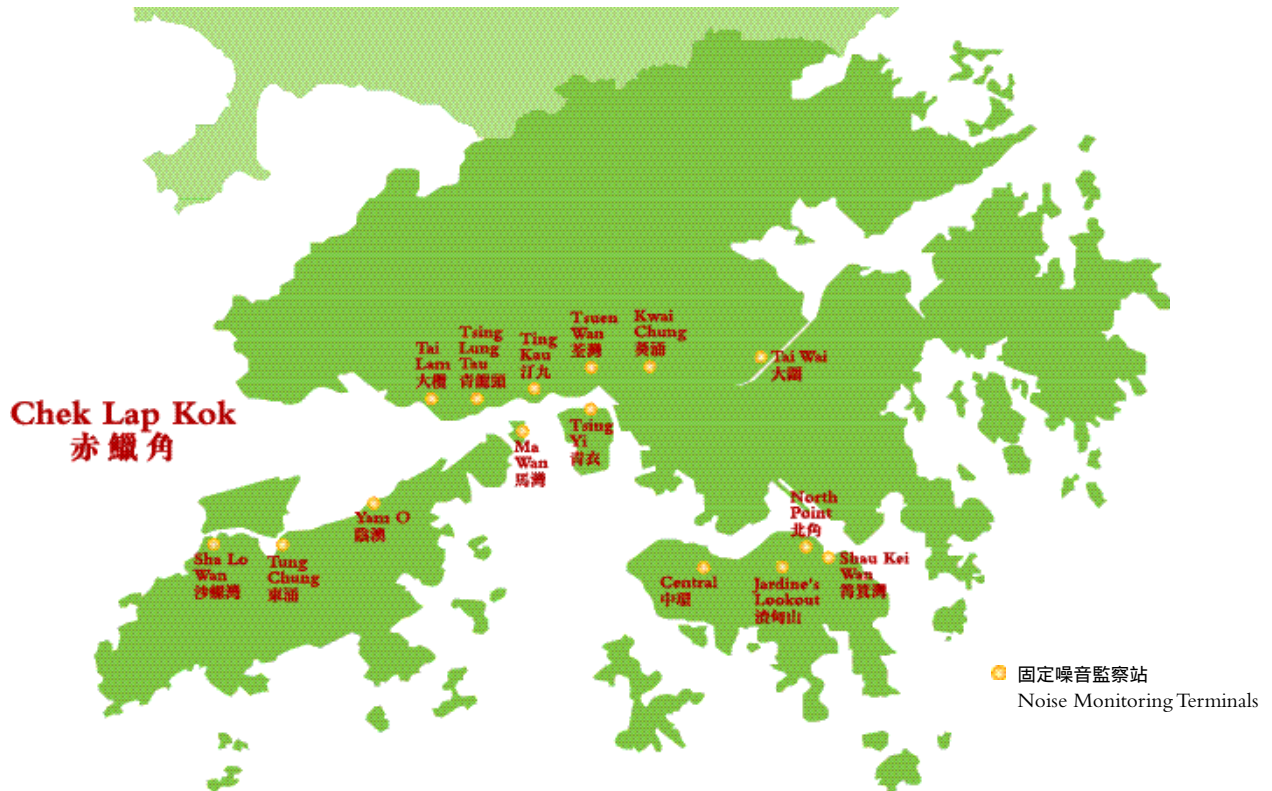 Tsuen
Wan
荃灣
Kwai
Chung
葵涌
Tsing
Lung
Tau
青龍頭
Ting
Kau
汀九
Tai
Lam
大欖
Tai Wai
大圍
Chek Lap Kok
赤鱲角
Tsing
Yi
青衣
Ma
Wan
馬灣
North
Point
北角
Yam O
陰澳
Sha Lo
Wan
沙螺灣
Tung
Chung
東涌
Shau Kei
Wan
筲箕灣
Central
中環
Jardine's
Lookout
渣甸山
固定噪音監察站
Noise Monitoring Terminals